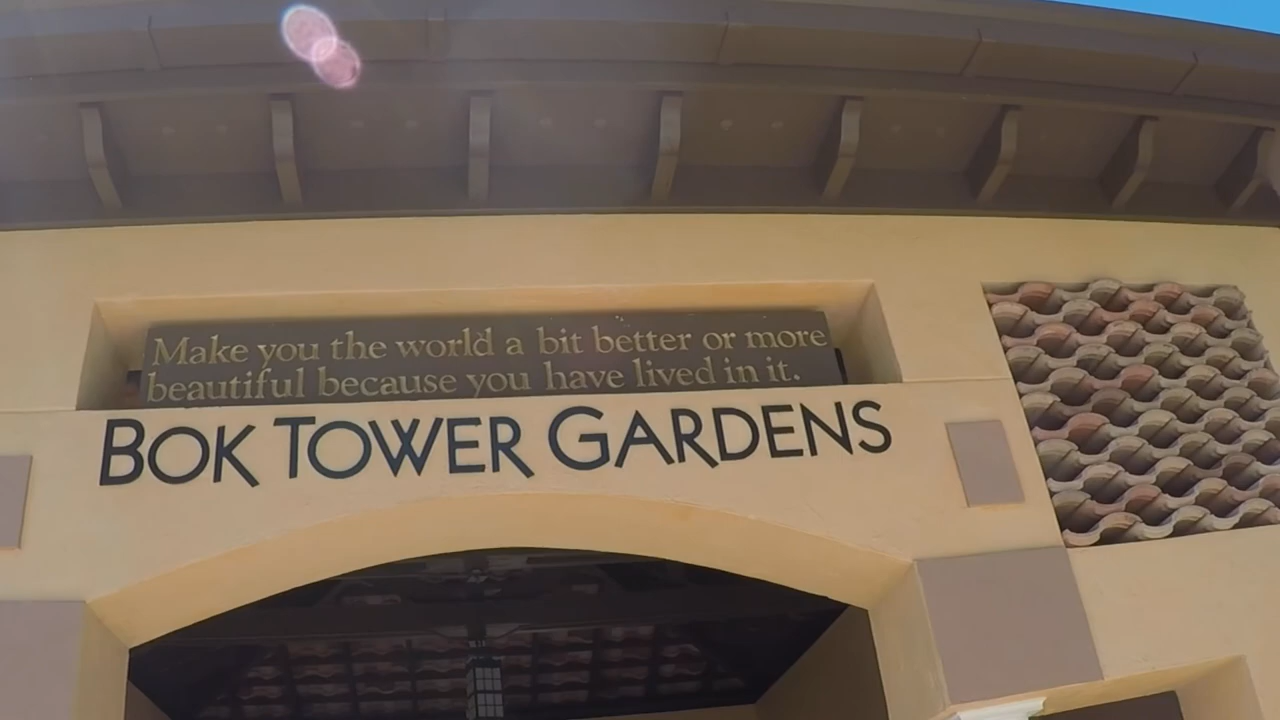 Make you the world a bit better or more
beautiful because you have lived in it.
BOK TOWER GARDENS